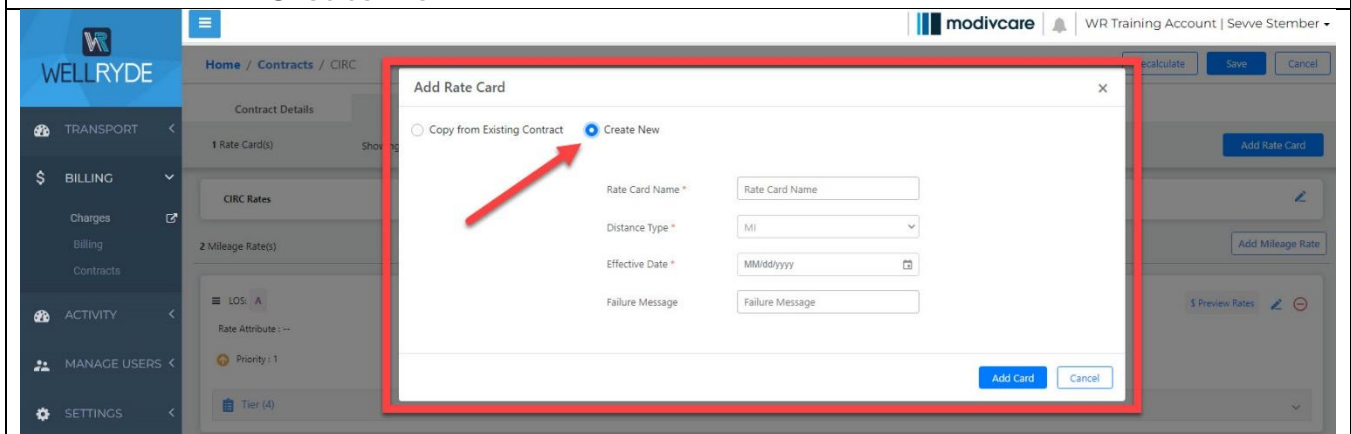 modivcare
WR Training Account | Sevve Stember
WELLRYDE
Home / Contracts / CIRC
Recalculate Save Cancel
Add Rate Card ×
Contract Details
TRANSPORT
Copy from Existing Contract Create New
1 Rate Card(s)
Add Rate Card
BILLING
Rate Card Name * Rate Card Name
CIRC Rates
Charges
Distance Type * MI
Billing
2 Mileage Rate(s)
Add Mileage Rate
Contracts
Effective Date * MM/dd/yyyy
LOS: A
Failure Message Failure Message
$ Preview Rates
ACTIVITY
Rate Attribute : --
Priority : 1
MANAGE USERS
Add Card Cancel
Tier (4)
SETTINGS